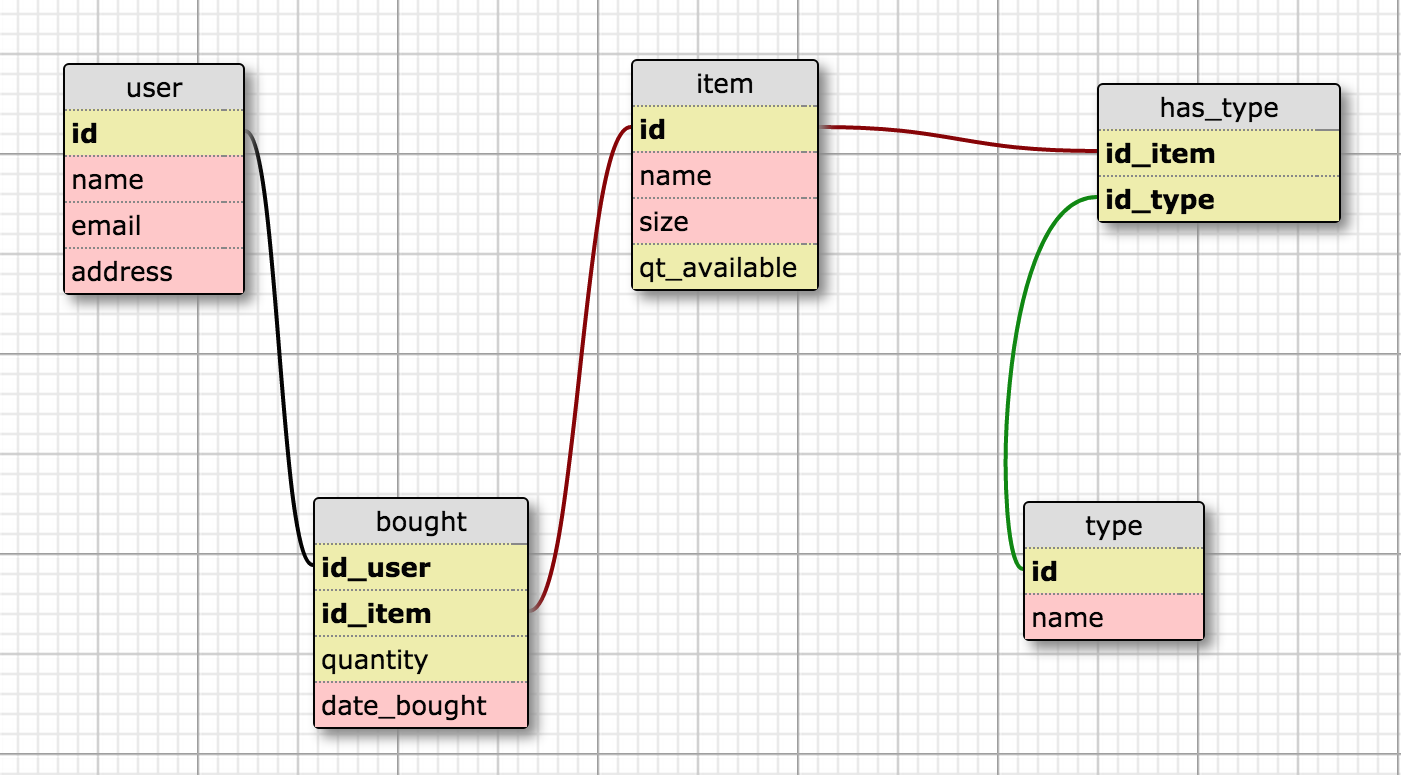 user
id
name
email
address
item
id
name
size
qt_available
has_type
id_item
id_type
bought
id_user
id_item
quantity
date_bought
type
id
name